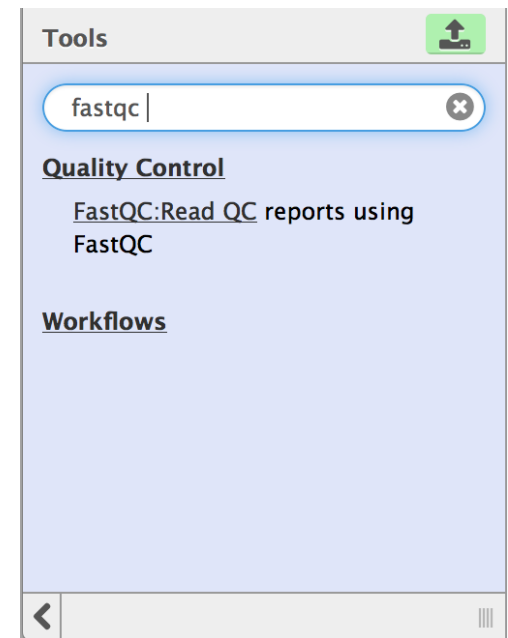 Tools
fastqc
Quality Control
FastQC:Read QC reports using
FastQC
Workflows